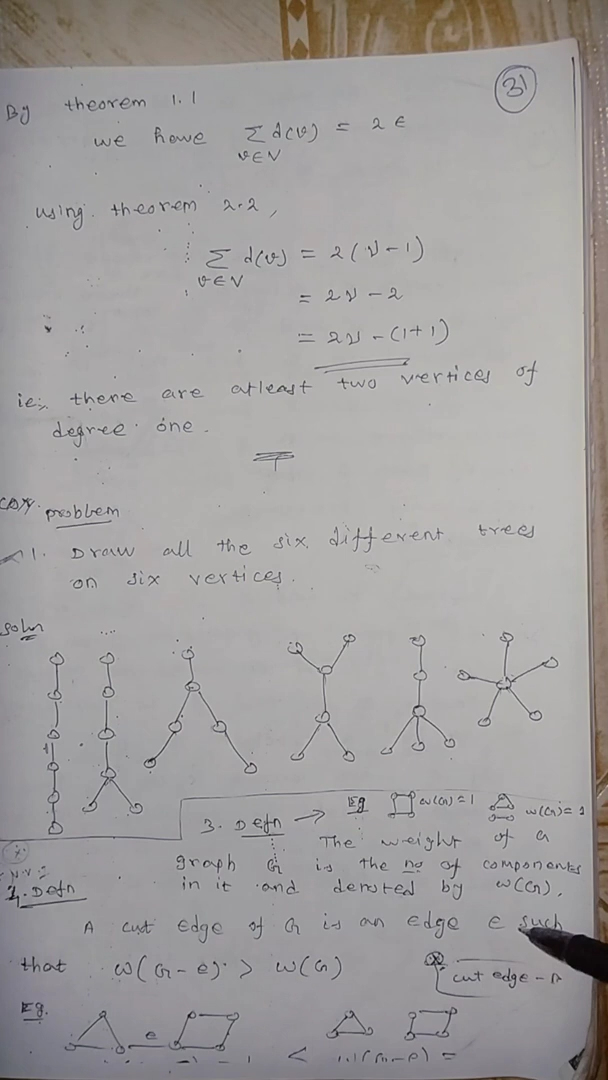 31
By theorem 1.1
we have Σ d(v) = 2 ε
v∈V
using theorem 2.2,
Σ d(v) = 2(ν-1)
v∈V
= 2ν - 2
= 2ν - (1+1)
ie; there are atleast two vertices of
degree one.
problem
1. Draw all the six different trees
on six vertices.
soln
3. Defn → Eg ω(G)=1 ω(G)=2
The weight of a
graph G is the no of components
in it and denoted by ω(G).
Defn
A cut edge of G is an edge e such
that ω(G-e) > ω(G)
cut edge -
Eg.
e
<